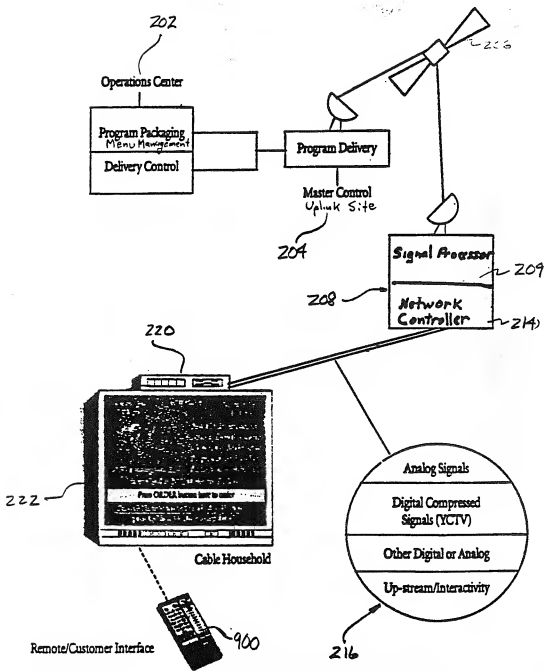 202
Operations Center
Program Packaging
Menu Management
Delivery Control
Program Delivery
Master Control
Uplink Site
204
Signal Processor
209
208
Network
Controller
214
220
222
Cable Household
Analog Signals
Digital Compressed
Signals (YCTV)
Other Digital or Analog
Up-stream/Interactivity
216
900
Remote/Customer Interface